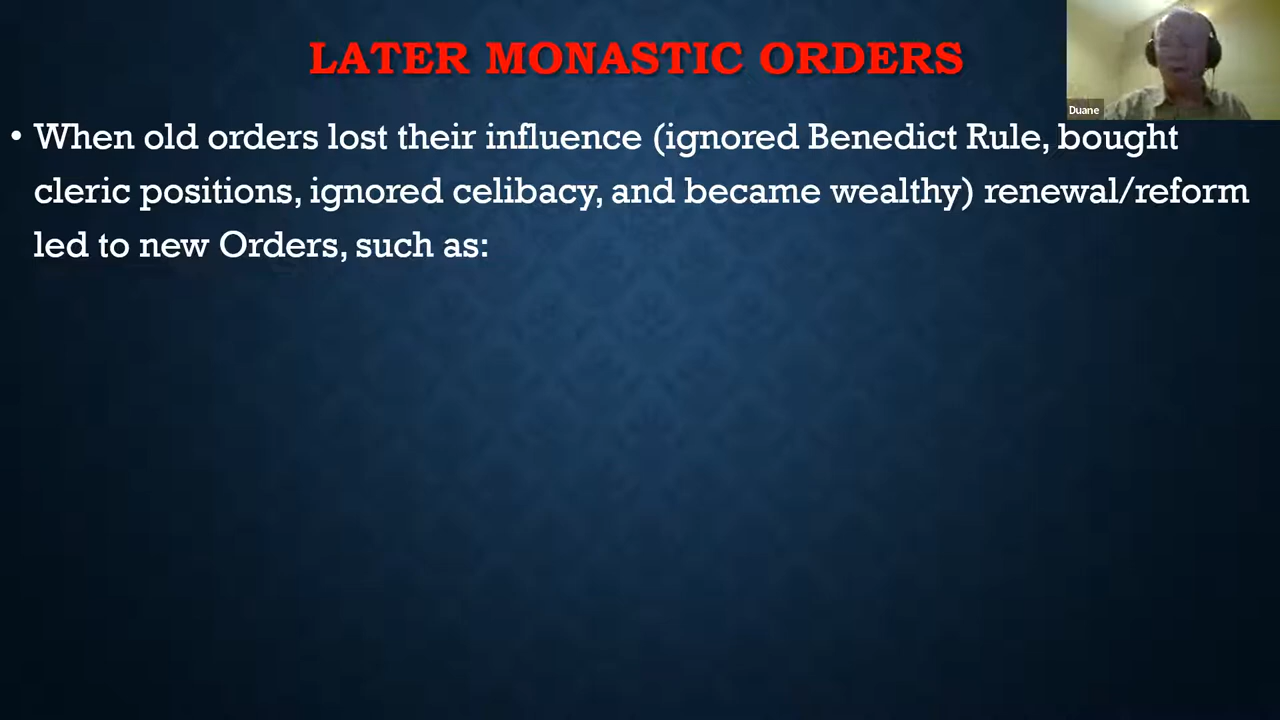 LATER MONASTIC ORDERS
Duane
• When old orders lost their influence (ignored Benedict Rule, bought
cleric positions, ignored celibacy, and became wealthy) renewal/reform
led to new Orders, such as: